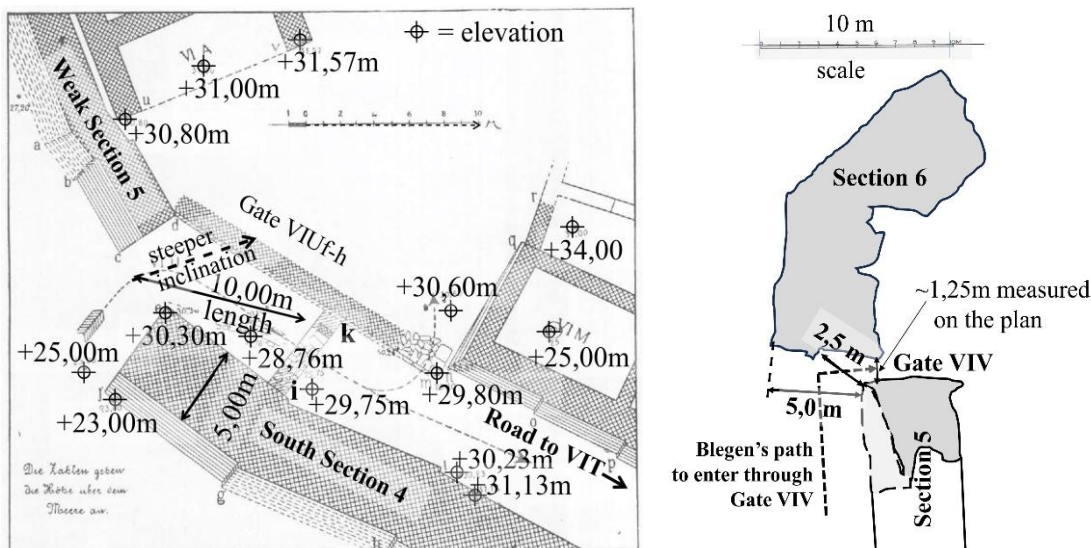 = elevation
+31,57m
VI A
+31,00m
u
+30,80m
Weak Section 5
27,20
a
b
c
d
Gate VIUf-h
steeper
inclination
10,00m
length
k
+30,60m
r
q
+34,00
VI M
+25,00m
+30,30m
+28,76m
+25,00m
+23,00m
5,00m
i
+29,75m
m
+29,80m
o
p
Road to VIT
South Section 4
+30,23m
+31,13m
g
h
Die Zahlen geben
die Höhe über dem
Meere an.
10 m
scale
Section 6
~1,25m measured
on the plan
2,5 m
Gate VIV
5,0 m
Blegen's path
to enter through
Gate VIV
Section 5